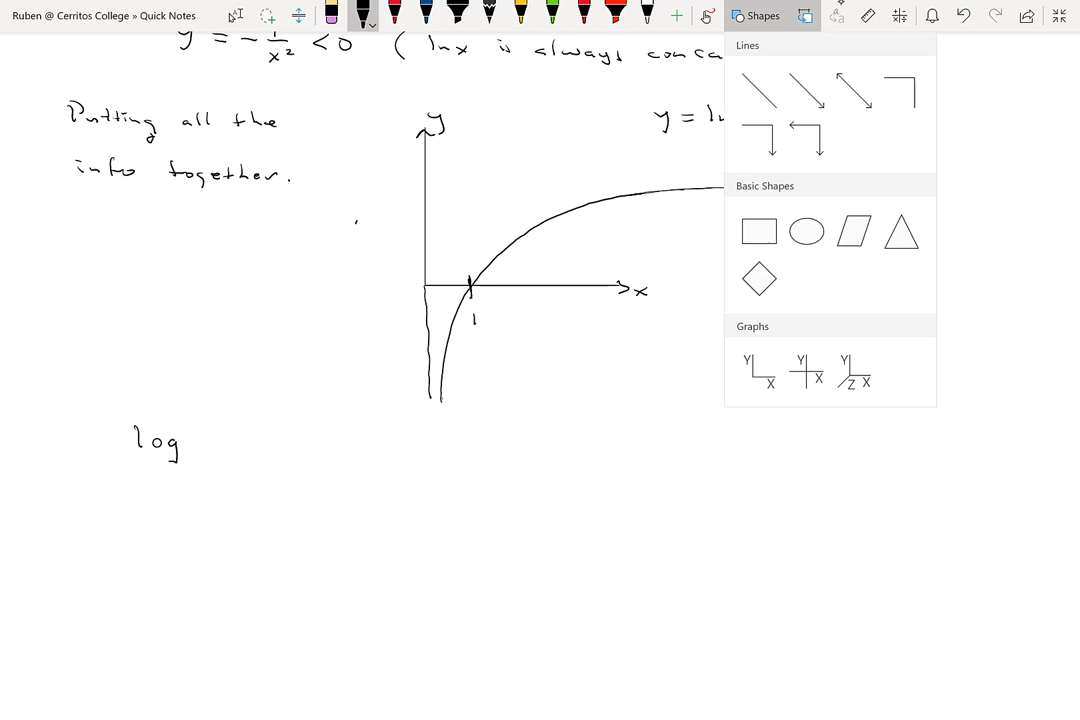 Ruben @ Cerritos College » Quick Notes
Shapes
y = - 1/x² < 0 ( lnx is always conca
Putting all the
info together.
y
y = ln
x
1
log
Lines
Basic Shapes
Graphs
Y X
Y X
Y Z X